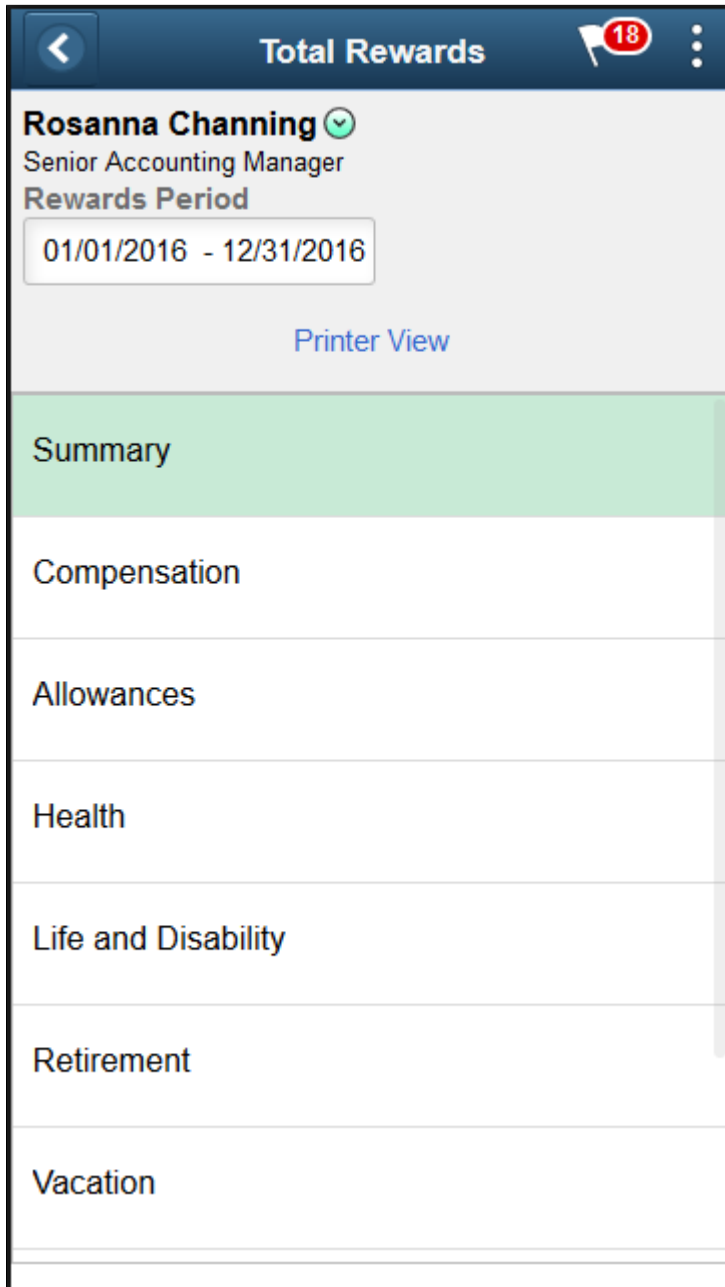 Total Rewards
18
Rosanna Channing
Senior Accounting Manager
Rewards Period
01/01/2016 - 12/31/2016
Printer View
Summary
Compensation
Allowances
Health
Life and Disability
Retirement
Vacation